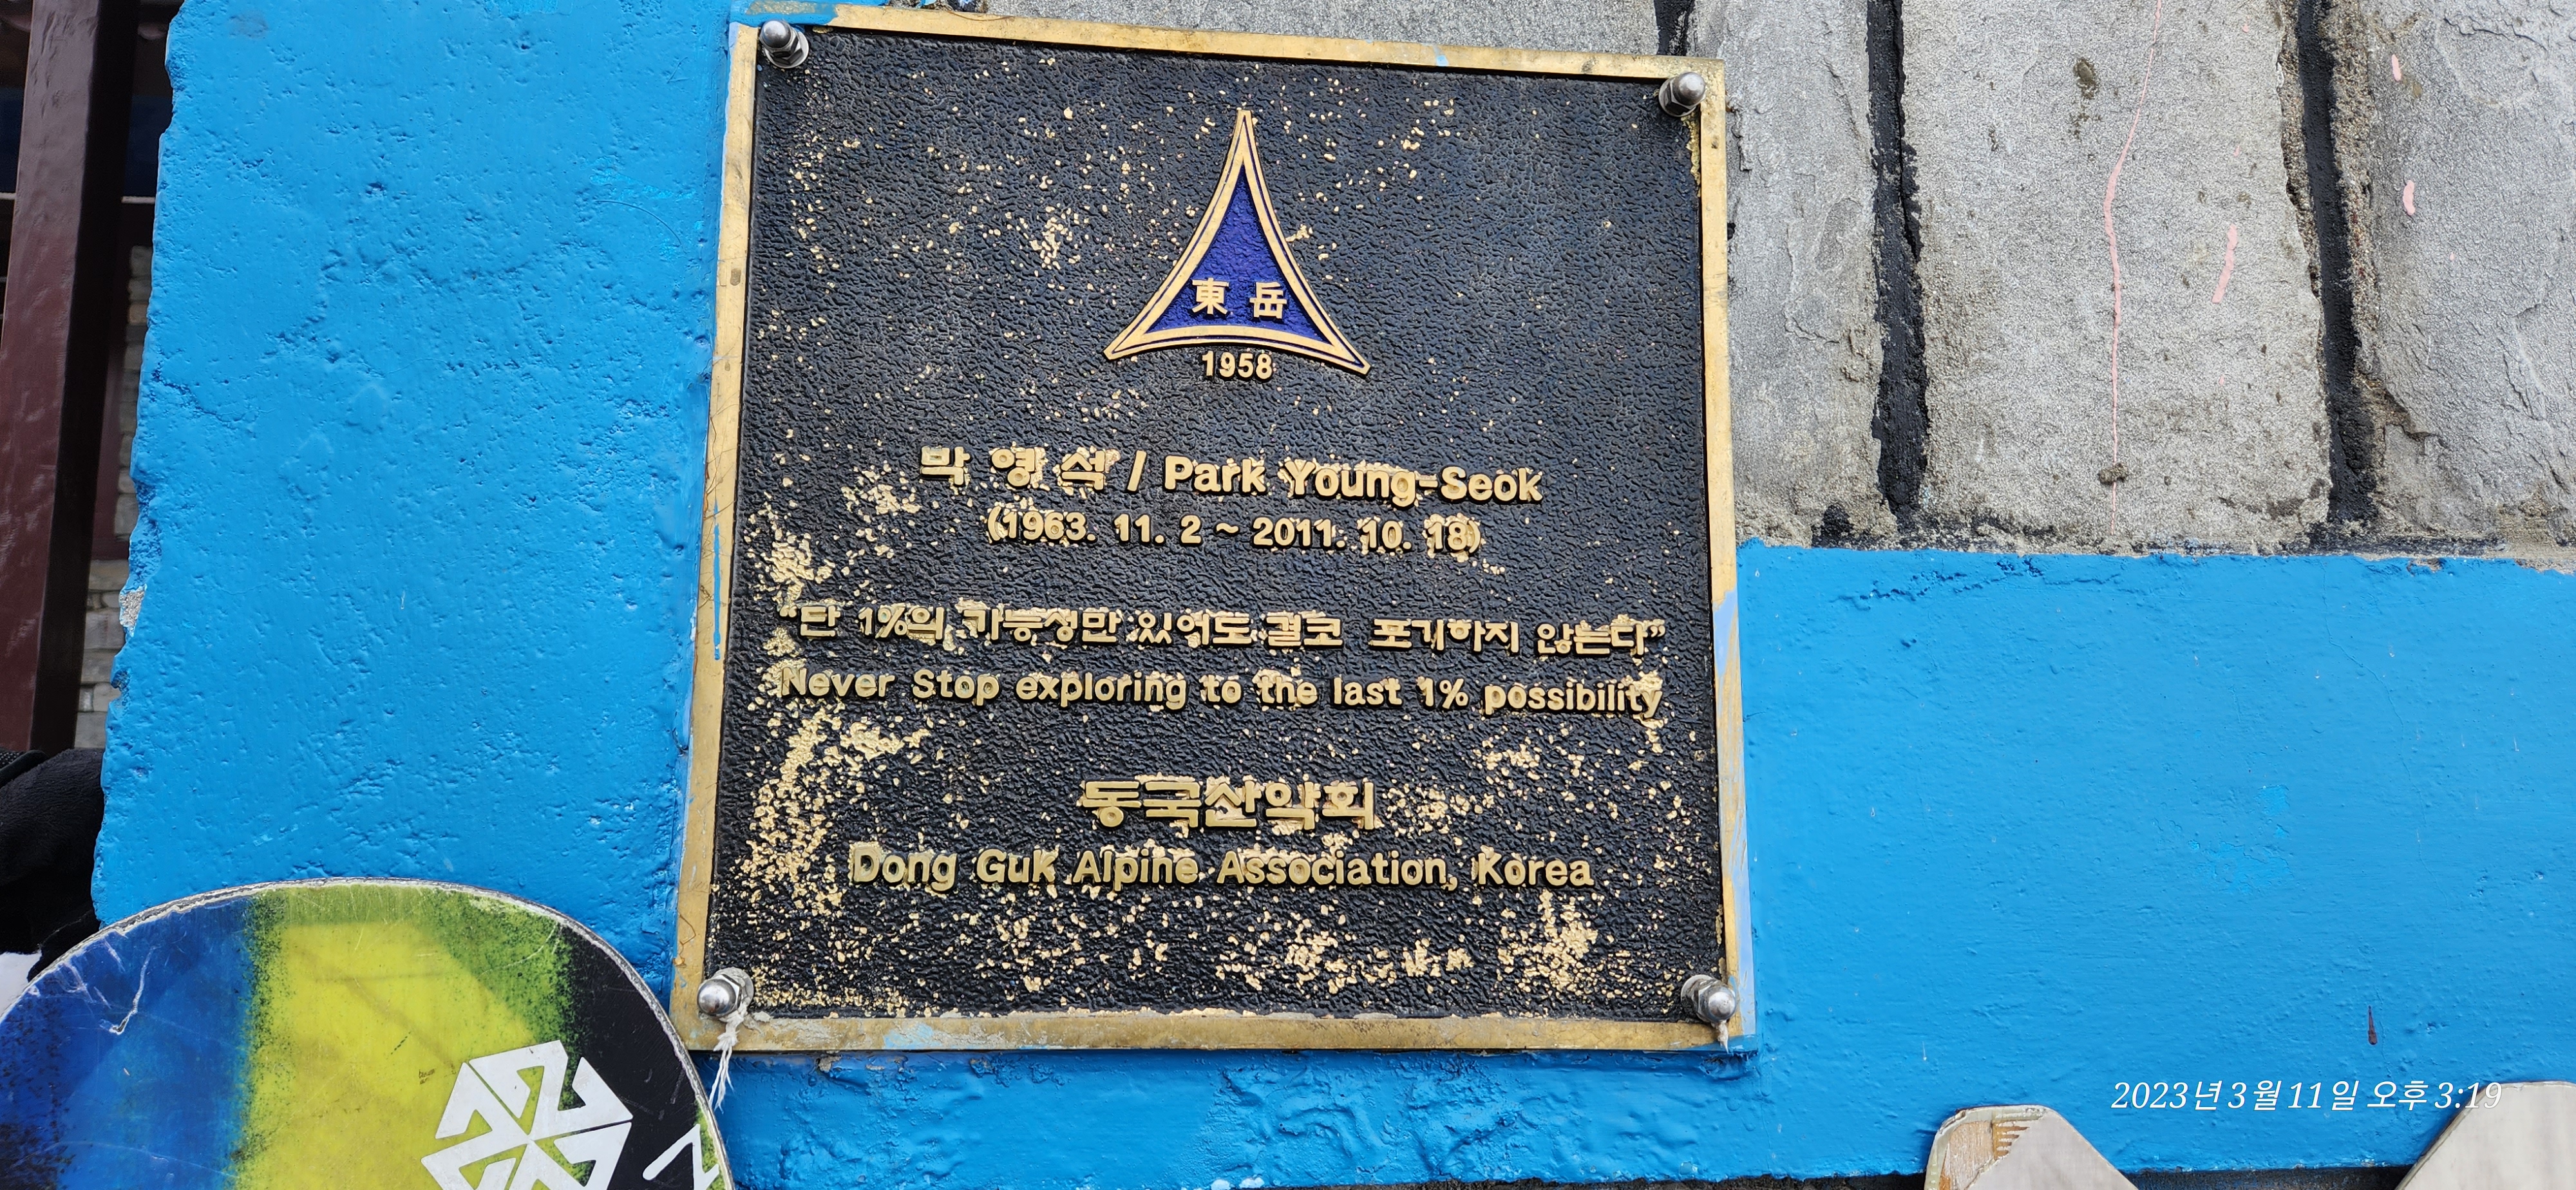 東岳
1958
박 영 석 / Park Young-Seok
(1963. 11. 2 ~ 2011. 10. 18)
“단 1%의 가능성만 있어도 결코 포기하지 않는다”
Never Stop exploring to the last 1% possibility
동국산악회
Dong Guk Alpine Association, Korea
2023년 3월 11일 오후 3:19